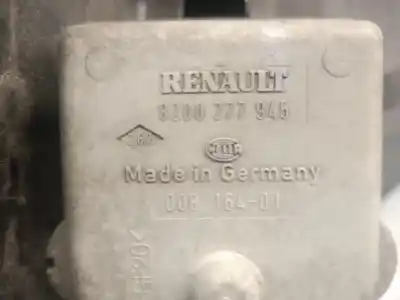 RENAULT
8200 277 945
Made in Germany
008 164-01